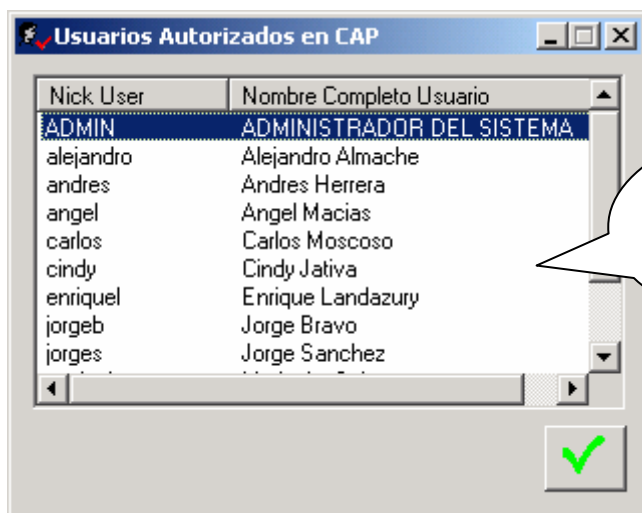 Usuarios Autorizados en CAP
Nick User Nombre Completo Usuario
ADMIN ADMINISTRADOR DEL SISTEMA
alejandro Alejandro Almache
andres Andres Herrera
angel Angel Macias
carlos Carlos Moscoso
cindy Cindy Jativa
enriquel Enrique Landazury
jorgeb Jorge Bravo
jorges Jorge Sanchez